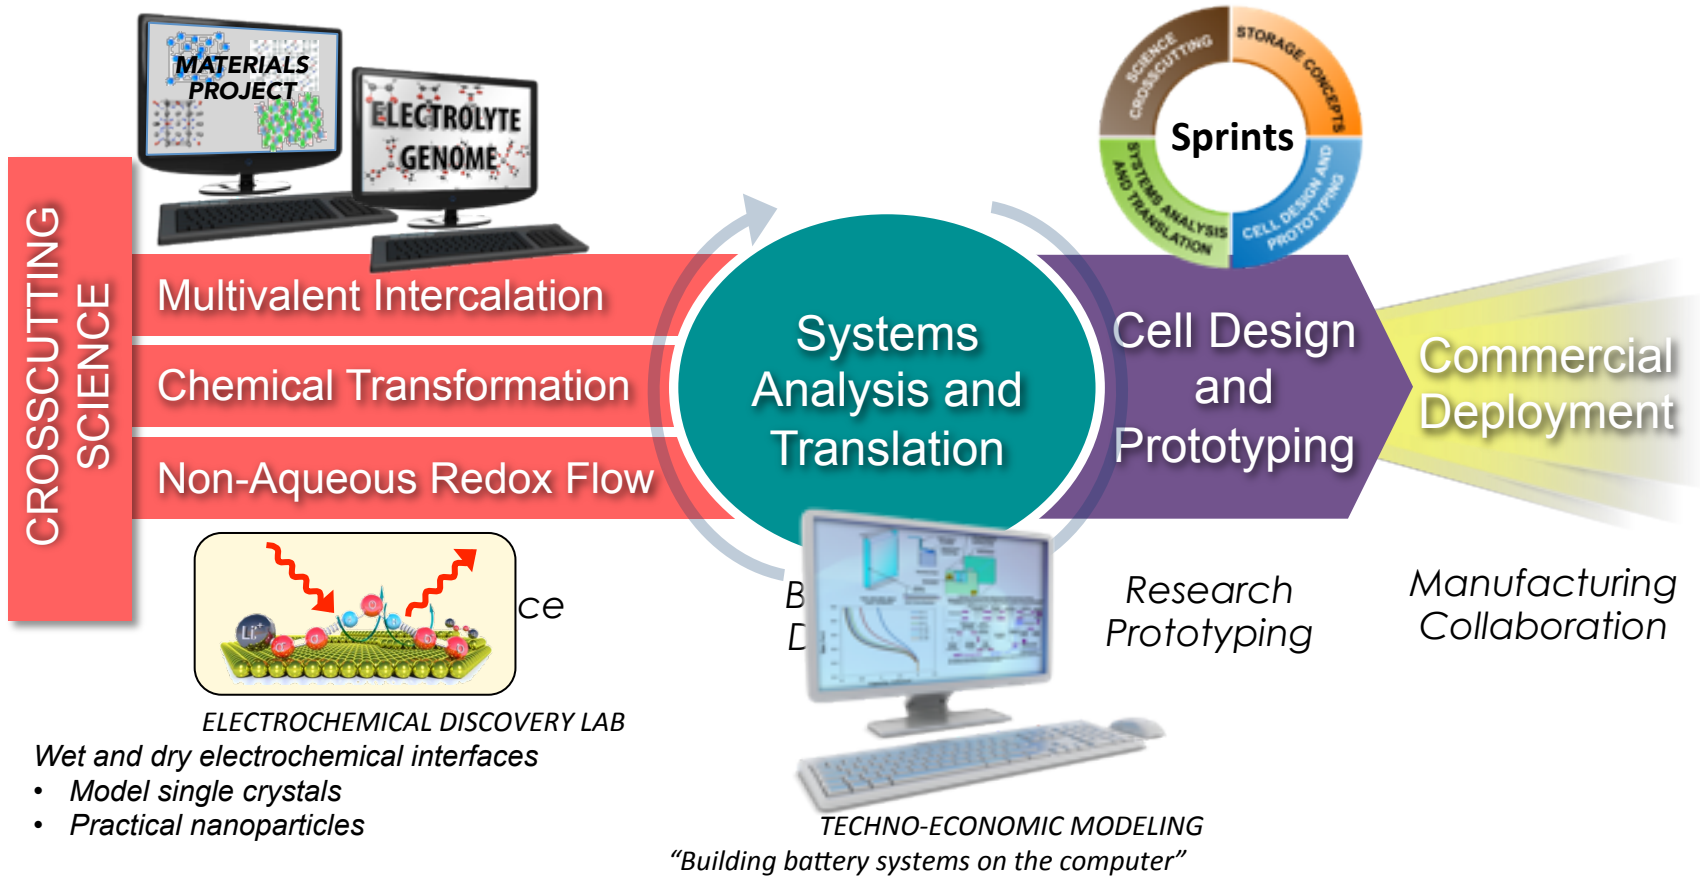 MATERIALS
PROJECT
ELECTROLYTE
GENOME
SCIENCE
CROSSCUTTING
STORAGE CONCEPTS
SYSTEMS ANALYSIS
AND TRANSLATION
CELL DESIGN AND
PROTOTYPING
Sprints
CROSSCUTTING
SCIENCE
Multivalent Intercalation
Chemical Transformation
Non-Aqueous Redox Flow
Systems
Analysis and
Translation
Cell Design
and
Prototyping
Commercial
Deployment
Li+
ce
B
D
Research
Prototyping
Manufacturing
Collaboration
ELECTROCHEMICAL DISCOVERY LAB
Wet and dry electrochemical interfaces
• Model single crystals
• Practical nanoparticles
TECHNO-ECONOMIC MODELING
“Building battery systems on the computer”